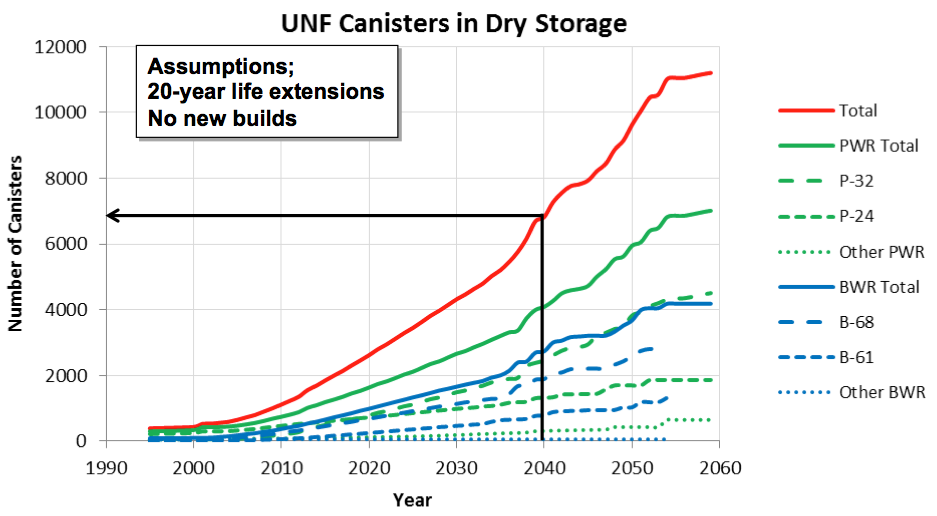 UNF Canisters in Dry Storage
Assumptions;
20-year life extensions
No new builds
Number of Canisters
12000
10000
8000
6000
4000
2000
0
1990
2000
2010
2020
2030
2040
2050
2060
Year
Total
PWR Total
P-32
P-24
Other PWR
BWR Total
B-68
B-61
Other BWR